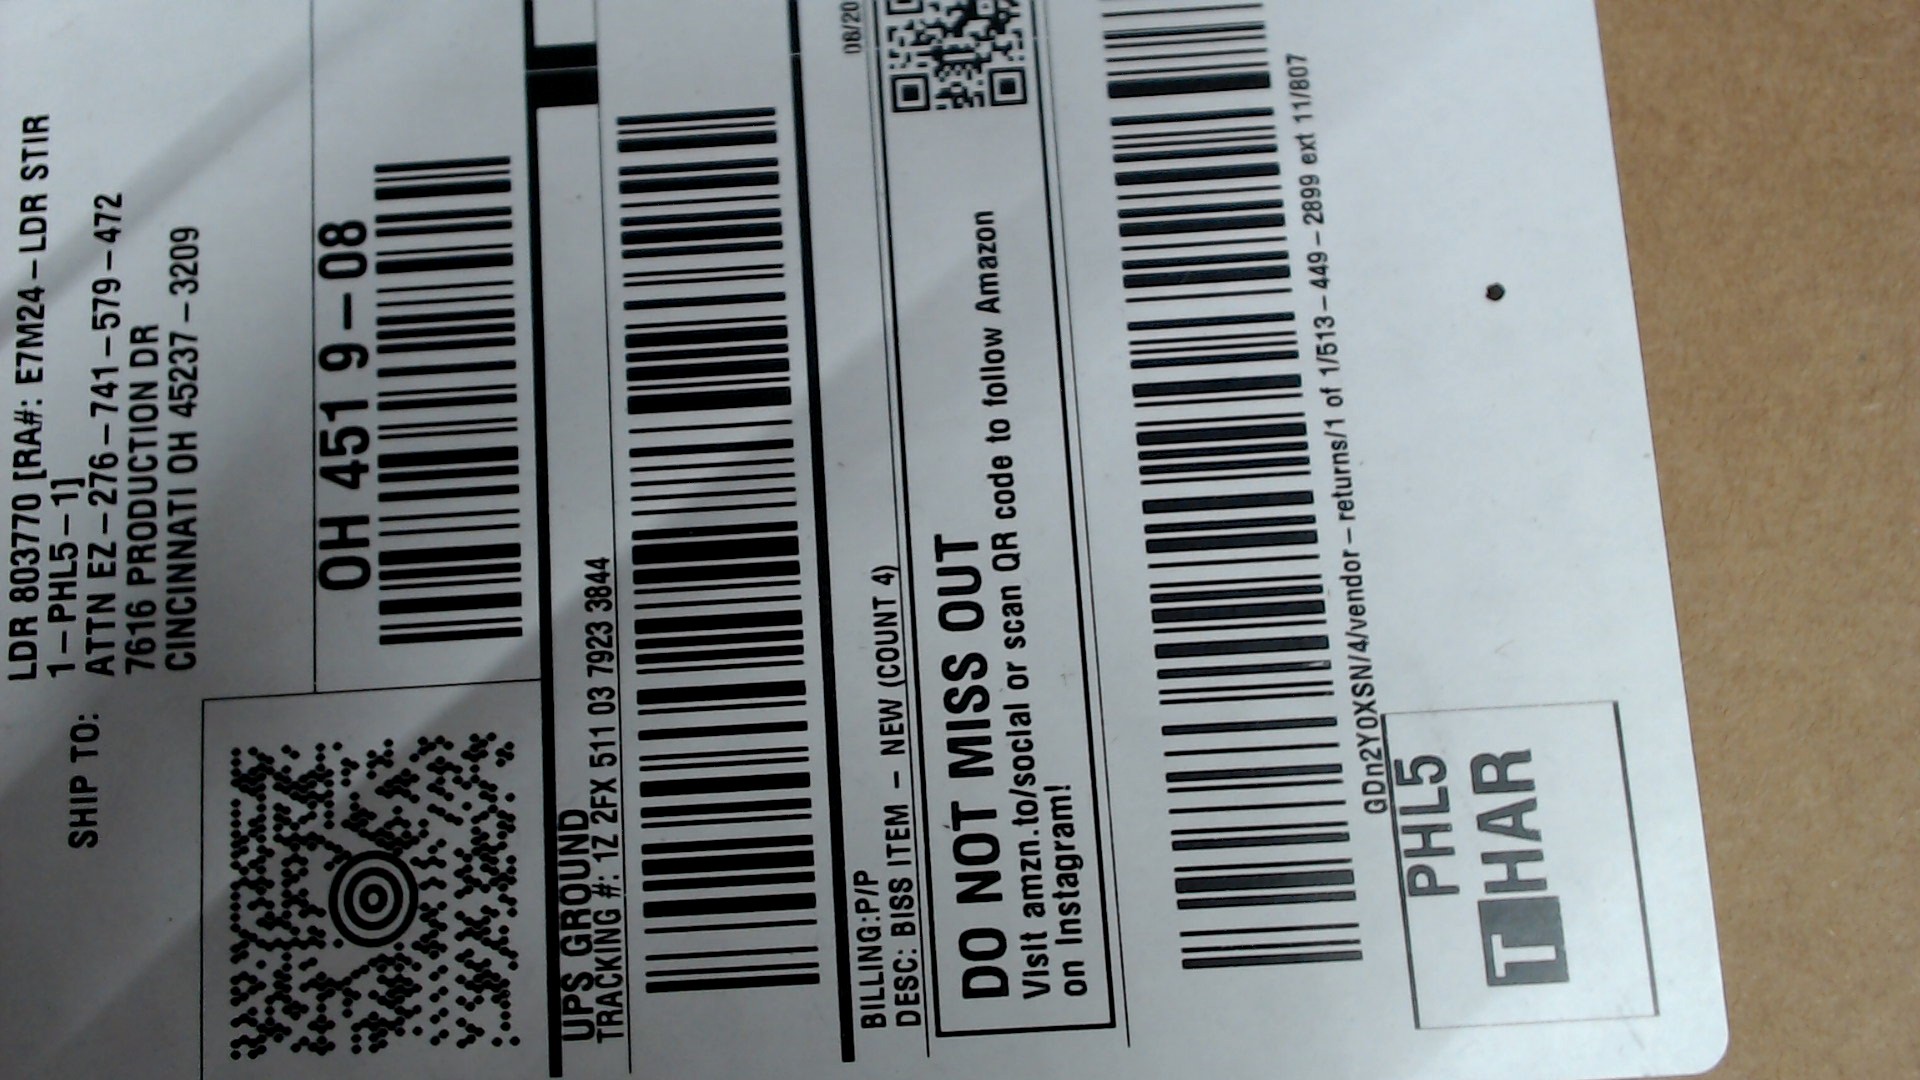 LDR 803770 [RA#: E7M24-LDR STIR
1-PHL5-1]
SHIP TO: ATTN EZ-276-741-579-472
7616 PRODUCTION DR
CINCINNATI OH 45237-3209
OH 451 9-08
UPS GROUND
TRACKING #: 1Z 2FX 511 03 7923 3844
BILLING:P/P
08/20
DESC: BISS ITEM - NEW (COUNT 4)
DO NOT MISS OUT
Visit amzn.to/social or scan QR code to follow Amazon
on Instagram!
GDn2Y0XSN/4/vendor-returns/1 of 1/513-449-2899 ext 11/807
PHL5
T HAR